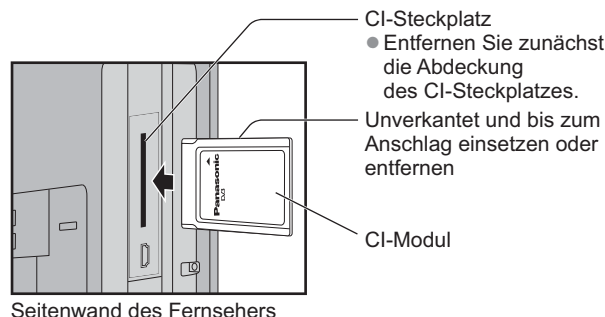 CI-Steckplatz
● Entfernen Sie zunächst
die Abdeckung
des CI-Steckplatzes.
Unverkantet und bis zum
Anschlag einsetzen oder
entfernen
Panasonic
CI-Modul
Seitenwand des Fernsehers